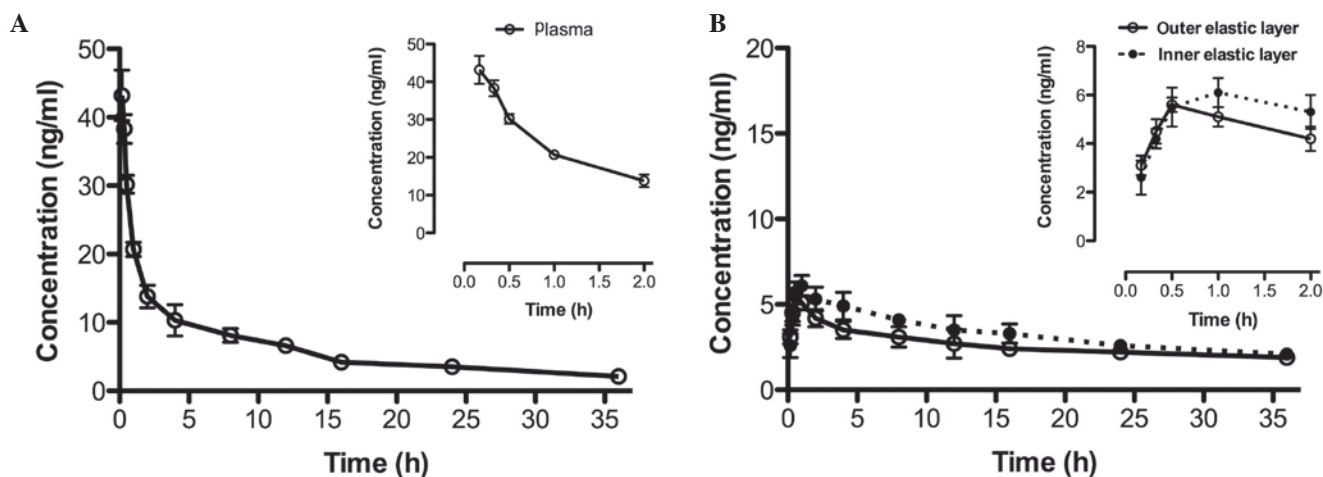 A
Concentration (ng/ml)
50
40
30
20
10
0
0 5 10 15 20 25 30 35
Time (h)
Plasma
Concentration (ng/ml)
50
40
30
20
10
0
0.0 0.5 1.0 1.5 2.0
Time (h)
B
Concentration (ng/ml)
20
15
10
5
0
0 5 10 15 20 25 30 35
Time (h)
Outer elastic layer
Inner elastic layer
Concentration (ng/ml)
8
6
4
2
0
0.0 0.5 1.0 1.5 2.0
Time (h)